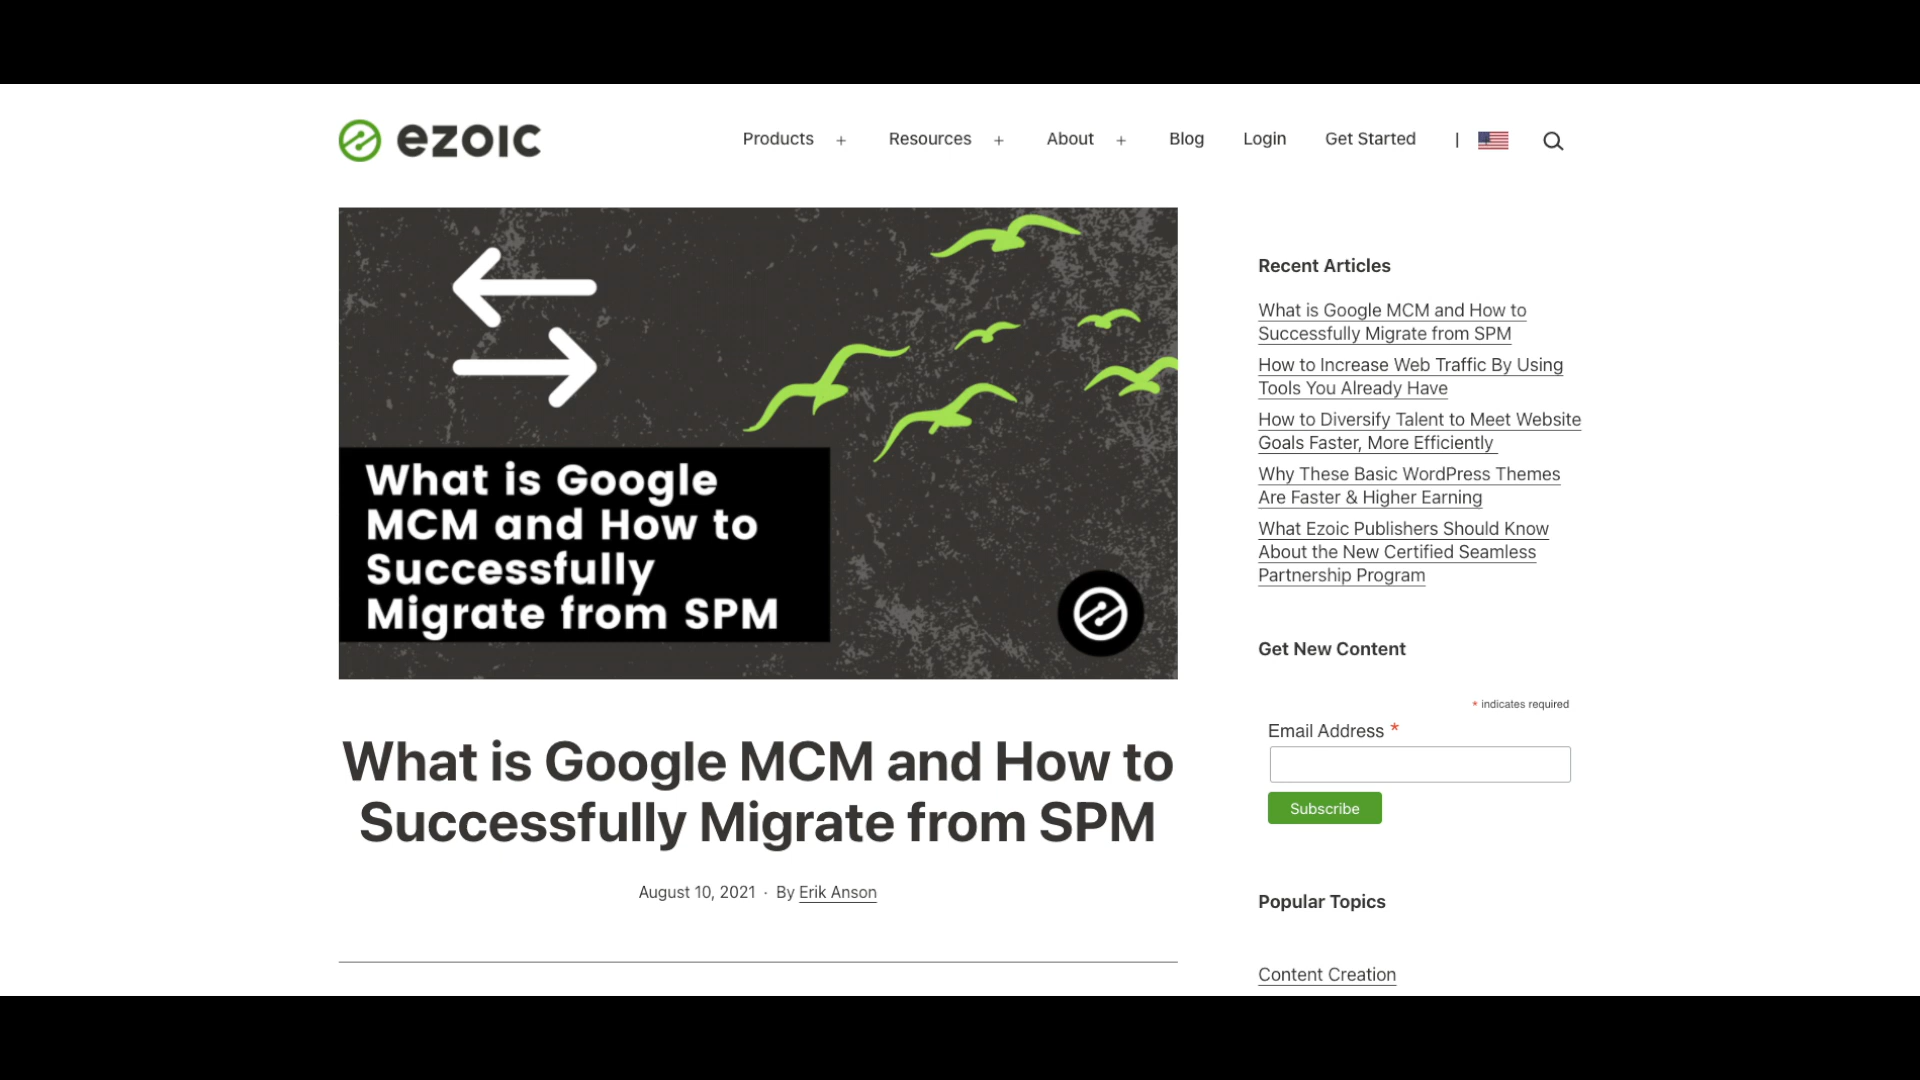 ezoic
Products +
Resources +
About +
Blog
Login
Get Started
|
What is Google
MCM and How to
Successfully
Migrate from SPM
What is Google MCM and How to
Successfully Migrate from SPM
August 10, 2021 · By Erik Anson
Recent Articles
What is Google MCM and How to
Successfully Migrate from SPM
How to Increase Web Traffic By Using
Tools You Already Have
How to Diversify Talent to Meet Website
Goals Faster, More Efficiently
Why These Basic WordPress Themes
Are Faster & Higher Earning
What Ezoic Publishers Should Know
About the New Certified Seamless
Partnership Program
Get New Content
* indicates required
Email Address *
Subscribe
Popular Topics
Content Creation